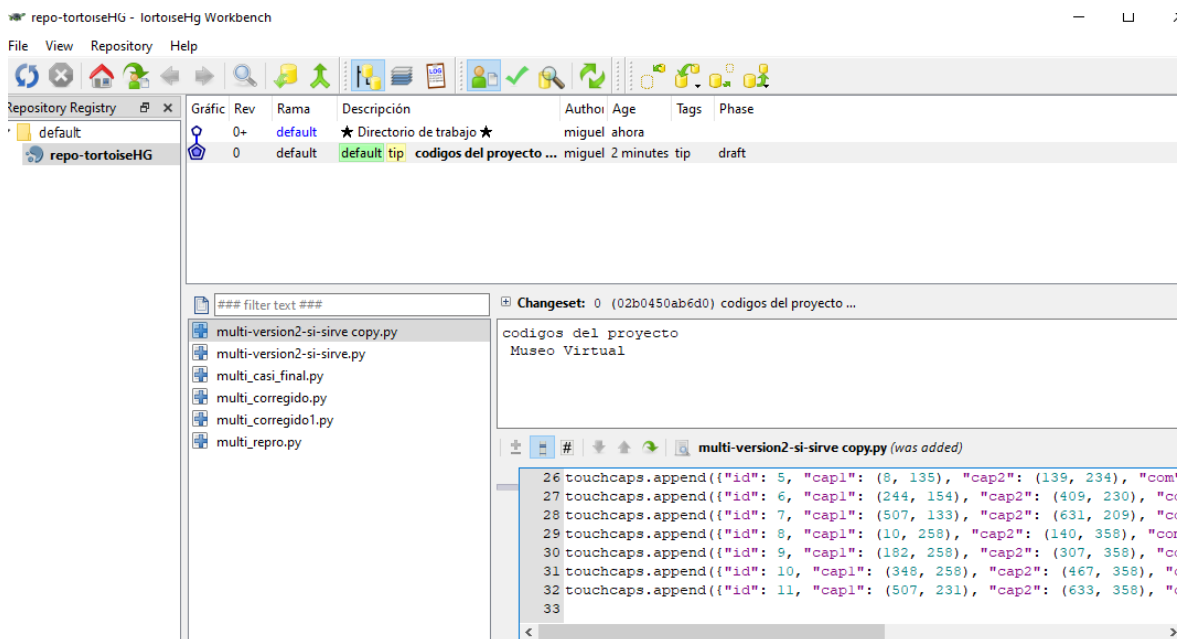 repo-tortoiseHG - TortoiseHg Workbench
File View Repository Help
LOG
Repository Registry
default
repo-tortoiseHG
Gráfic Rev Rama Descripción Autho Age Tags Phase
0+ default ★ Directorio de trabajo ★ miguel ahora
0 default default tip codigos del proyecto ... miguel 2 minutes tip draft
### filter text ###
multi-version2-si-sirve copy.py
multi-version2-si-sirve.py
multi_casi_final.py
multi_corregido.py
multi_corregido1.py
multi_repro.py
Changeset: 0 (02b0450ab6d0) codigos del proyecto ...
codigos del proyecto
Museo Virtual
# multi-version2-si-sirve copy.py (was added)
26 touchcaps.append({"id": 5, "cap1": (8, 135), "cap2": (139, 234), "com"
27 touchcaps.append({"id": 6, "cap1": (244, 154), "cap2": (409, 230), "co
28 touchcaps.append({"id": 7, "cap1": (507, 133), "cap2": (631, 209), "co
29 touchcaps.append({"id": 8, "cap1": (10, 258), "cap2": (140, 358), "com
30 touchcaps.append({"id": 9, "cap1": (182, 258), "cap2": (307, 358), "co
31 touchcaps.append({"id": 10, "cap1": (348, 258), "cap2": (467, 358), "c
32 touchcaps.append({"id": 11, "cap1": (507, 231), "cap2": (633, 358), "c
33